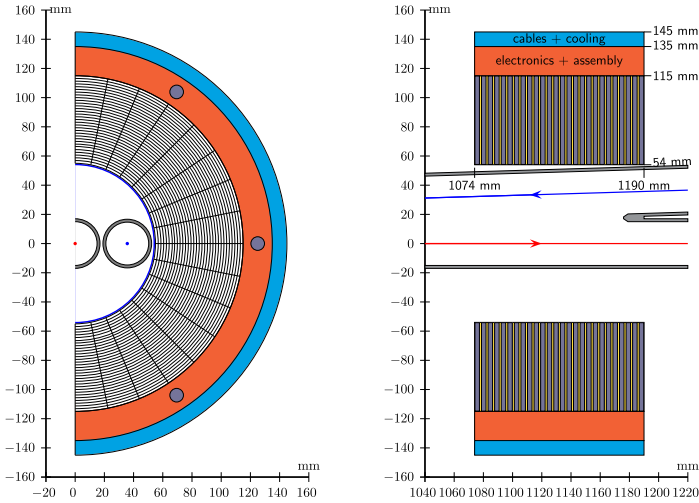 mm
160
140
120
100
80
60
40
20
0
−20
−40
−60
−80
−100
−120
−140
−160
−20 0 20 40 60 80 100 120 140 160
mm
mm
160
140
120
100
80
60
40
20
0
−20
−40
−60
−80
−100
−120
−140
−160
cables + cooling
electronics + assembly
145 mm
135 mm
115 mm
54 mm
1074 mm
1190 mm
mm
1040 1060 1080 1100 1120 1140 1160 1180 1200 1220